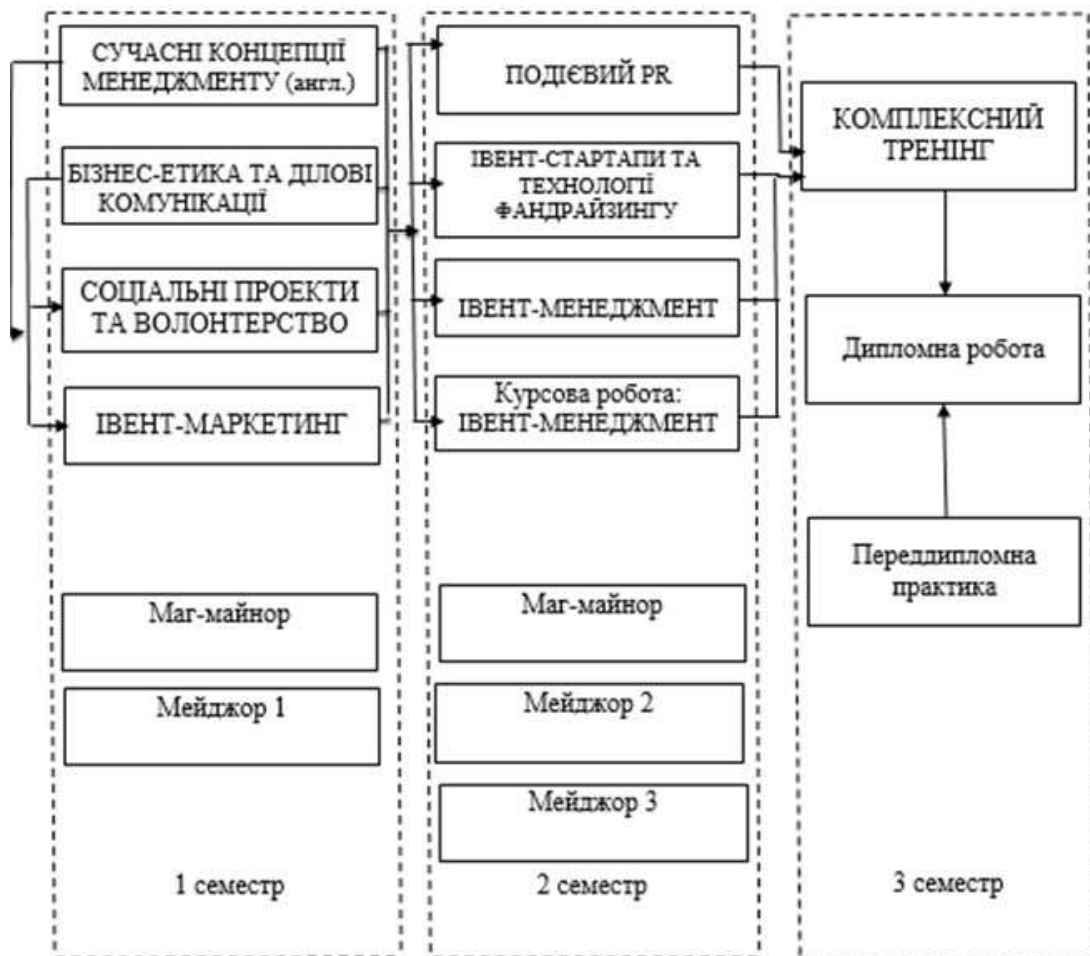 СУЧАСНІ КОНЦЕПЦІЇ
МЕНЕДЖМЕНТУ (англ.)
БІЗНЕС-ЕТИКА ТА ДІЛОВІ
КОМУНІКАЦІЇ
СОЦІАЛЬНІ ПРОЕКТИ
ТА ВОЛОНТЕРСТВО
ІВЕНТ-МАРКЕТИНГ
Маг-майнор
Мейджор 1
1 семестр
ПОДІЄВИЙ PR
ІВЕНТ-СТАРТАПИ ТА
ТЕХНОЛОГІЇ
ФАНДРАЙЗИНГУ
ІВЕНТ-МЕНЕДЖМЕНТ
Курсова робота:
ІВЕНТ-МЕНЕДЖМЕНТ
Маг-майнор
Мейджор 2
Мейджор 3
2 семестр
КОМПЛЕКСНИЙ
ТРЕНІНГ
Дипломна робота
Переддипломна
практика
3 семестр